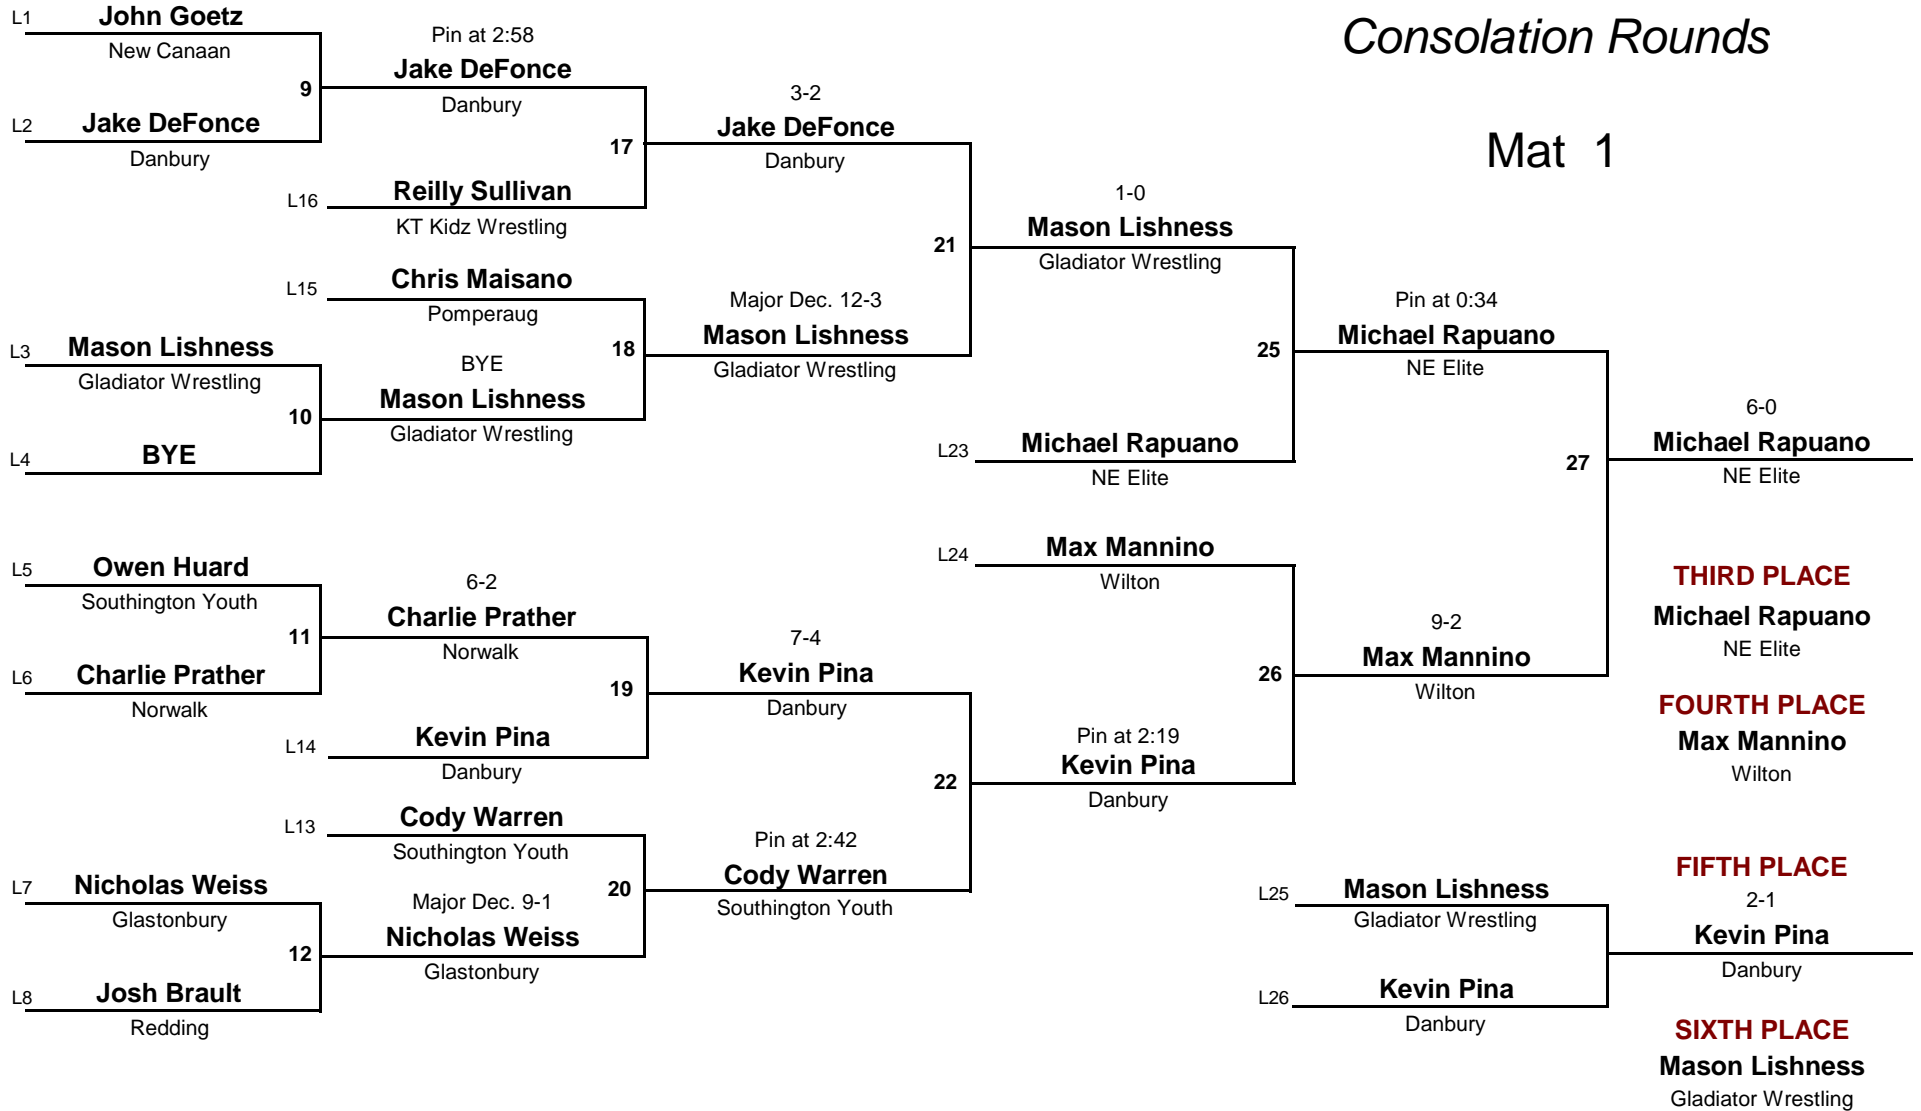 Consolation Rounds
Mat 1
L1 John Goetz
New Canaan
9
L2 Jake DeFonce
Danbury
Pin at 2:58
Jake DeFonce
Danbury
17
L16 Reilly Sullivan
KT Kidz Wrestling
3-2
Jake DeFonce
Danbury
21
L15 Chris Maisano
Pomperaug
18
L3 Mason Lishness
Gladiator Wrestling
10
L4 BYE
BYE
Mason Lishness
Gladiator Wrestling
Major Dec. 12-3
Mason Lishness
Gladiator Wrestling
1-0
Mason Lishness
Gladiator Wrestling
25
L23 Michael Rapuano
NE Elite
Pin at 0:34
Michael Rapuano
NE Elite
27
6-0
Michael Rapuano
NE Elite
L5 Owen Huard
Southington Youth
11
L6 Charlie Prather
Norwalk
6-2
Charlie Prather
Norwalk
19
L14 Kevin Pina
Danbury
7-4
Kevin Pina
Danbury
22
L13 Cody Warren
Southington Youth
20
L7 Nicholas Weiss
Glastonbury
12
L8 Josh Brault
Redding
Major Dec. 9-1
Nicholas Weiss
Glastonbury
Pin at 2:42
Cody Warren
Southington Youth
L24 Max Mannino
Wilton
26
Pin at 2:19
Kevin Pina
Danbury
9-2
Max Mannino
Wilton
THIRD PLACE
Michael Rapuano
NE Elite
FOURTH PLACE
Max Mannino
Wilton
L25 Mason Lishness
Gladiator Wrestling
L26 Kevin Pina
Danbury
FIFTH PLACE
2-1
Kevin Pina
Danbury
SIXTH PLACE
Mason Lishness
Gladiator Wrestling